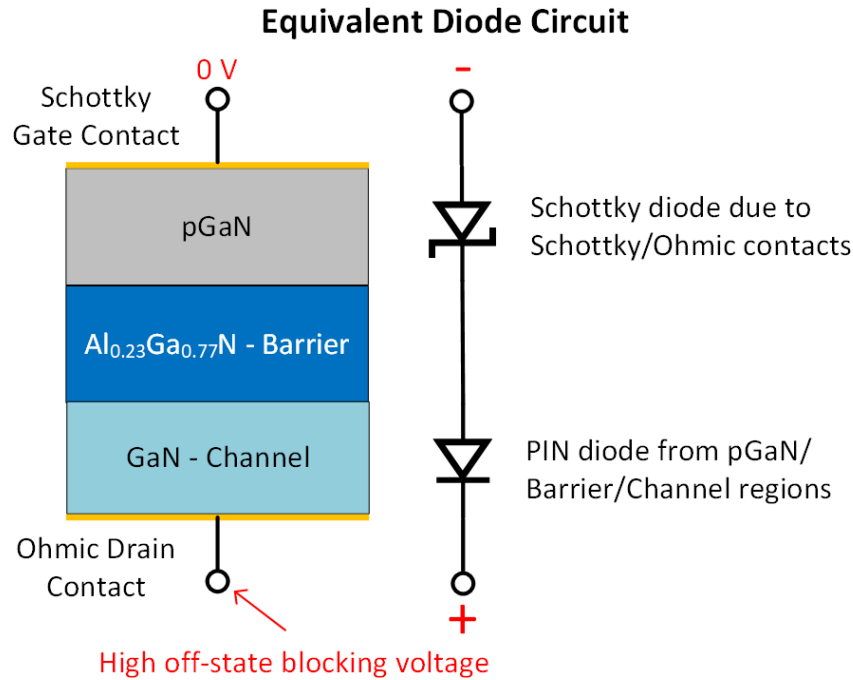 Equivalent Diode Circuit
0 V
-
Schottky
Gate Contact
pGaN
Schottky diode due to
Schottky/Ohmic contacts
Al₀.₂₃Ga₀.₇₇N - Barrier
GaN - Channel
PIN diode from pGaN/
Barrier/Channel regions
Ohmic Drain
Contact
+
High off-state blocking voltage